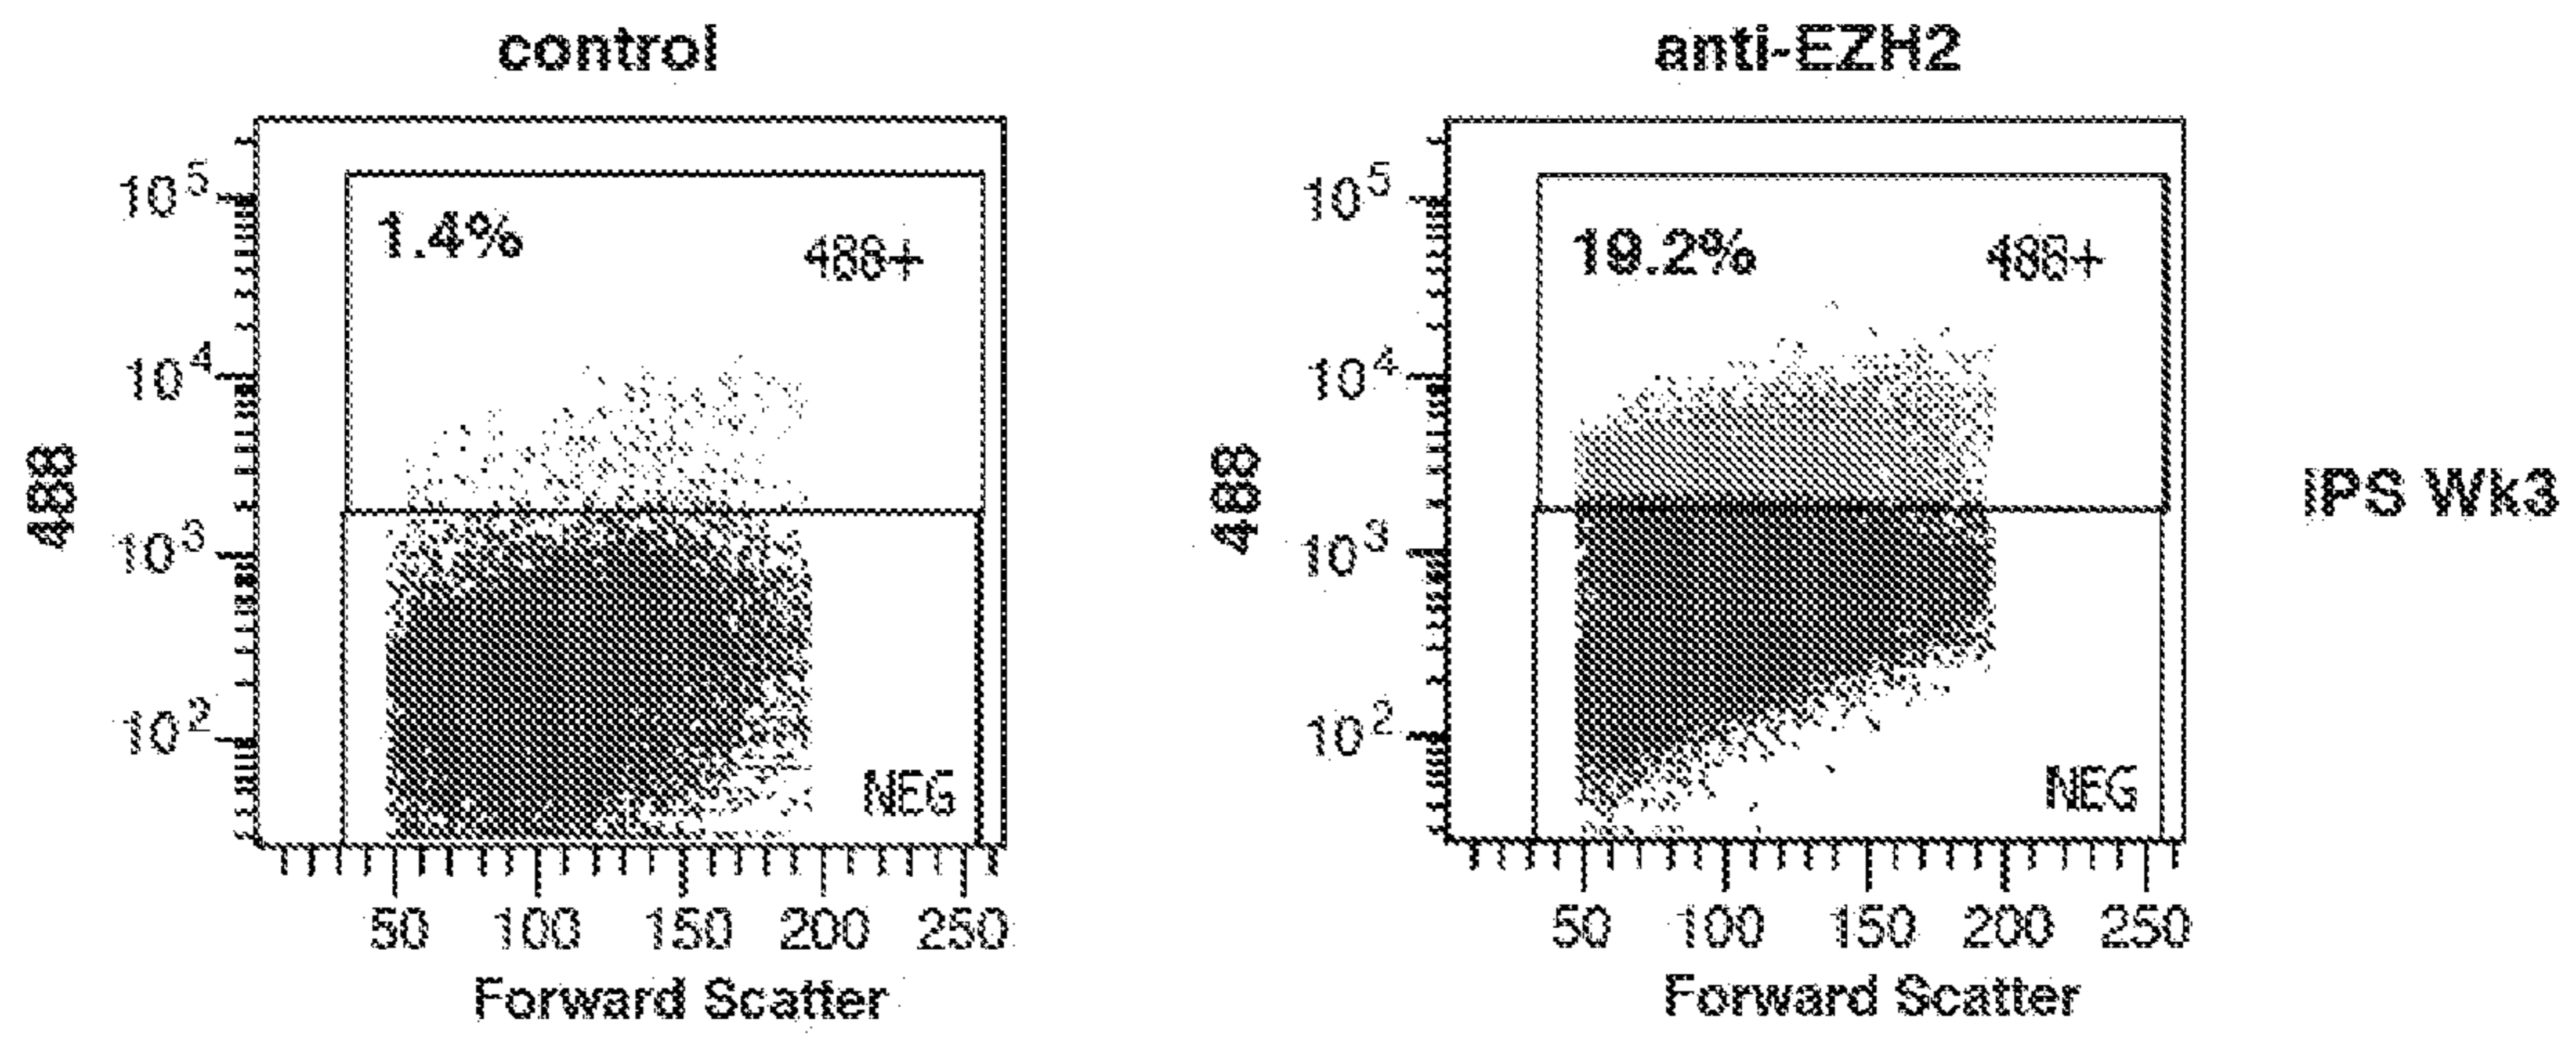 control
anti-EZH2
10^5
1.4%
488+
10^4
10^3
10^2
488
NEG
50 100 150 200 250
Forward Scatter
10^5
19.2%
488+
10^4
10^3
10^2
488
NEG
50 100 150 200 250
Forward Scatter
IPS Wk3